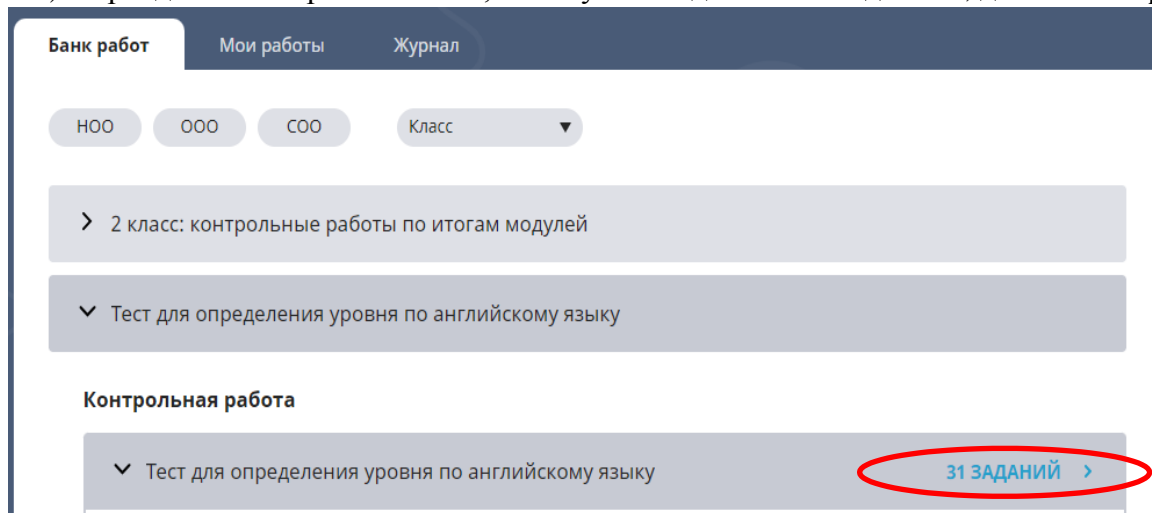 Банк работ Мои работы Журнал
НОО ООО СОО Класс
2 класс: контрольные работы по итогам модулей
Тест для определения уровня по английскому языку
Контрольная работа
Тест для определения уровня по английскому языку 31 ЗАДАНИЙ